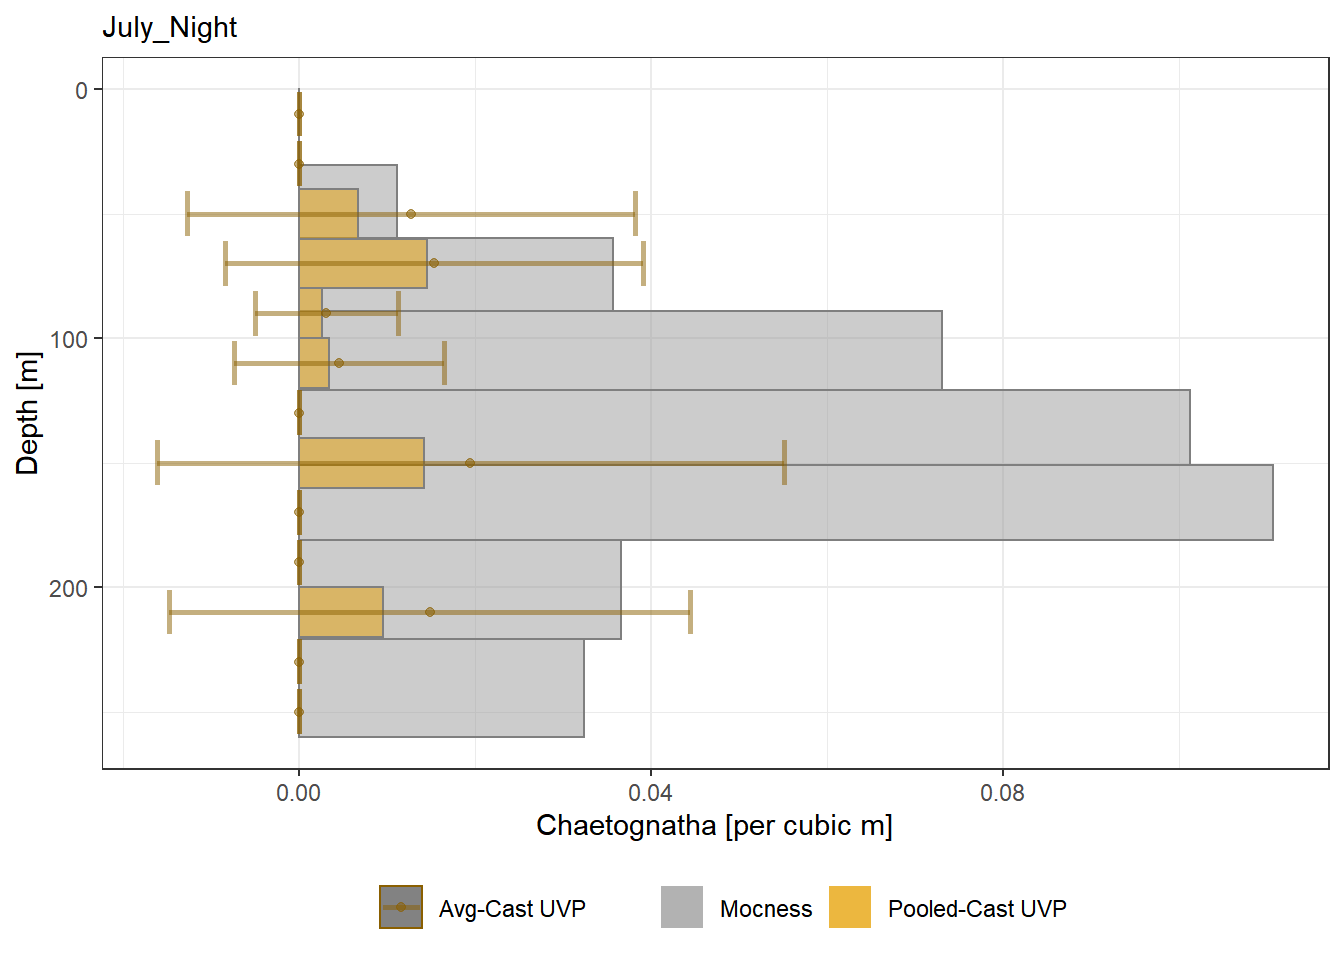 July_Night
0
100
200
Depth [m]
0.00 0.04 0.08
Chaetognatha [per cubic m]
Avg-Cast UVP Mocness Pooled-Cast UVP